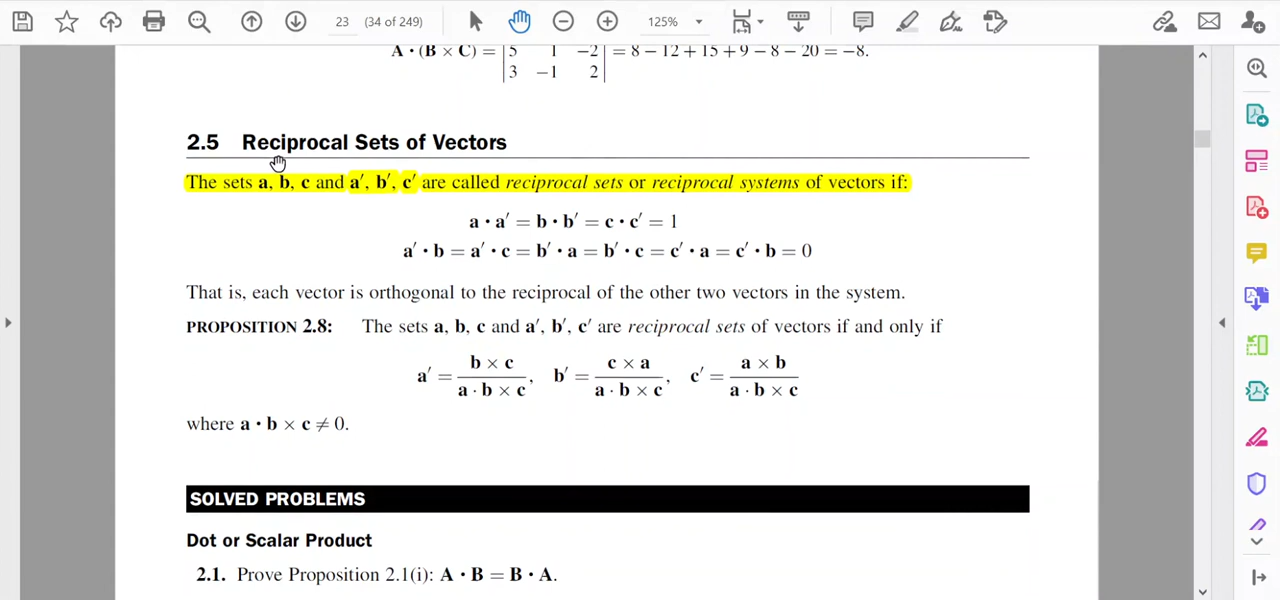 23 (34 of 249) 125%
A · (B × C) = |5 1 −2| = 8 − 12 + 15 + 9 − 8 − 20 = −8.
|3 −1 2|
2.5 Reciprocal Sets of Vectors
The sets a, b, c and a′, b′, c′ are called reciprocal sets or reciprocal systems of vectors if:
a · a′ = b · b′ = c · c′ = 1
a′ · b = a′ · c = b′ · a = b′ · c = c′ · a = c′ · b = 0
That is, each vector is orthogonal to the reciprocal of the other two vectors in the system.
PROPOSITION 2.8: The sets a, b, c and a′, b′, c′ are reciprocal sets of vectors if and only if
a′ = (b × c)/(a · b × c), b′ = (c × a)/(a · b × c), c′ = (a × b)/(a · b × c)
where a · b × c ≠ 0.
SOLVED PROBLEMS
Dot or Scalar Product
2.1. Prove Proposition 2.1(i): A · B = B · A.